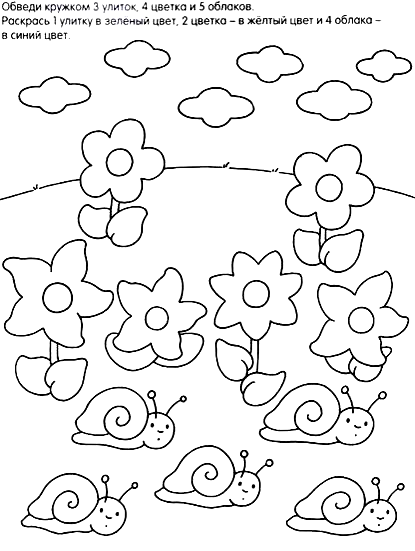 Обведи кружком 3 улиток, 4 цветка и 5 облаков.
Раскрась 1 улитку в зеленый цвет, 2 цветка – в жёлтый цвет и 4 облака –
в синий цвет.